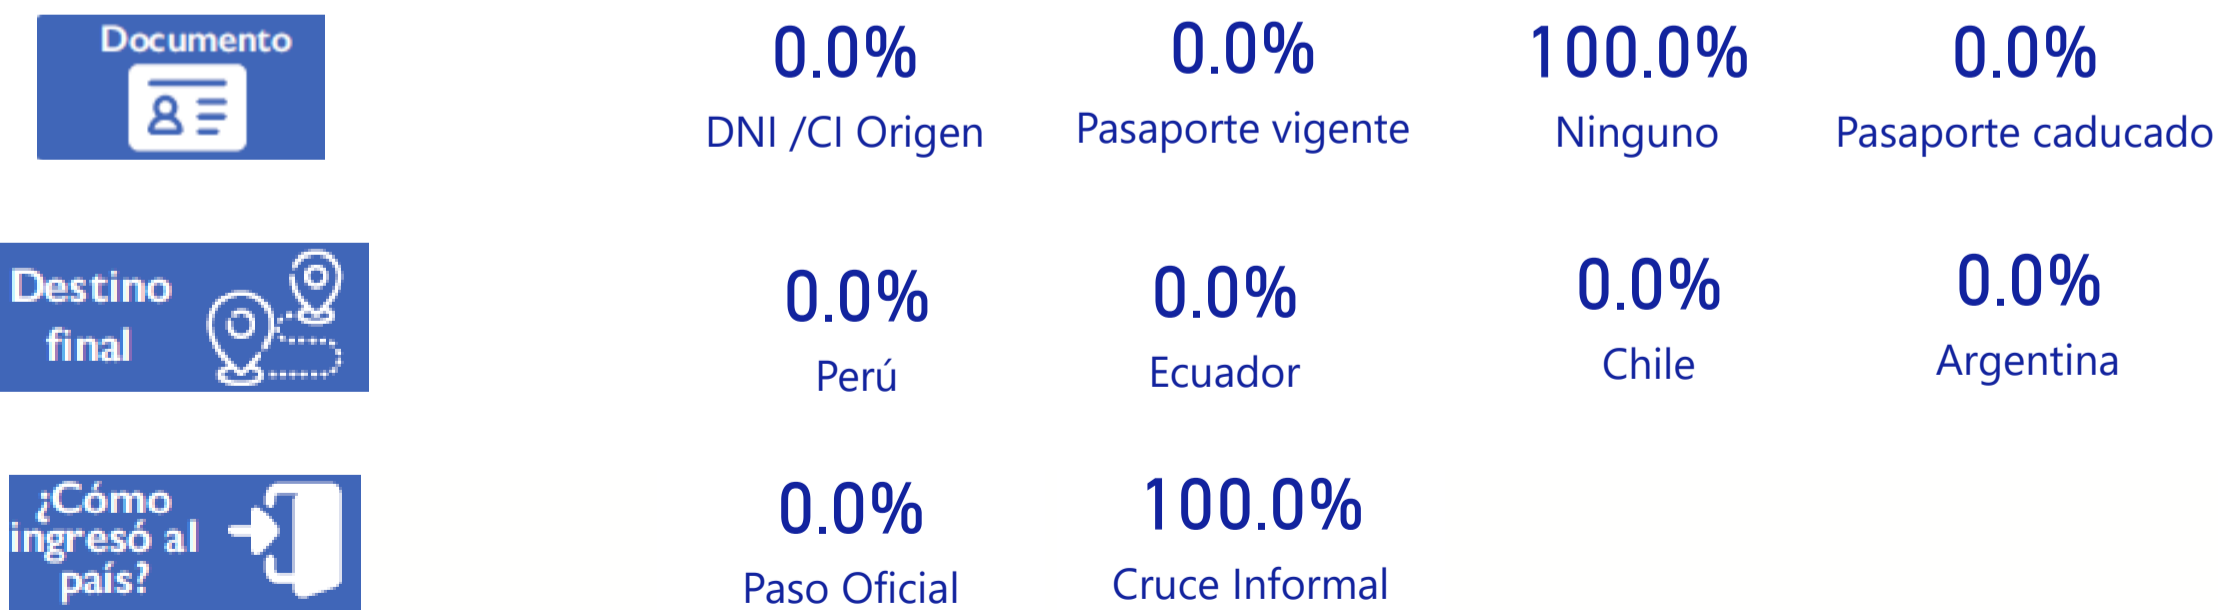 Documento
0.0% 0.0% 100.0% 0.0%
DNI /CI Origen Pasaporte vigente Ninguno Pasaporte caducado
Destino
final
0.0% 0.0% 0.0% 0.0%
Perú Ecuador Chile Argentina
¿Cómo
ingresó al
país?
0.0% 100.0%
Paso Oficial Cruce Informal